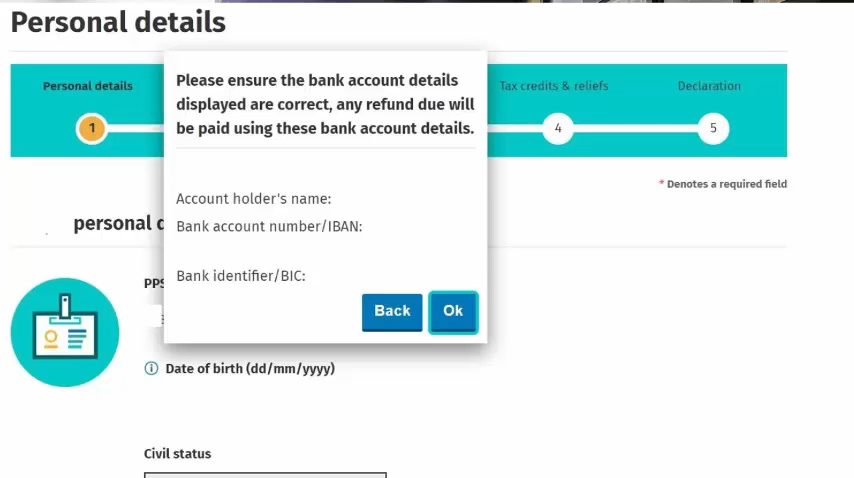 Personal details
Personal details
Tax credits & reliefs
Declaration
1
4
5
Please ensure the bank account details
displayed are correct, any refund due will
be paid using these bank account details.
* Denotes a required field
Account holder's name:
Bank account number/IBAN:
Bank identifier/BIC:
Back
Ok
personal
PPS
Date of birth (dd/mm/yyyy)
Civil status